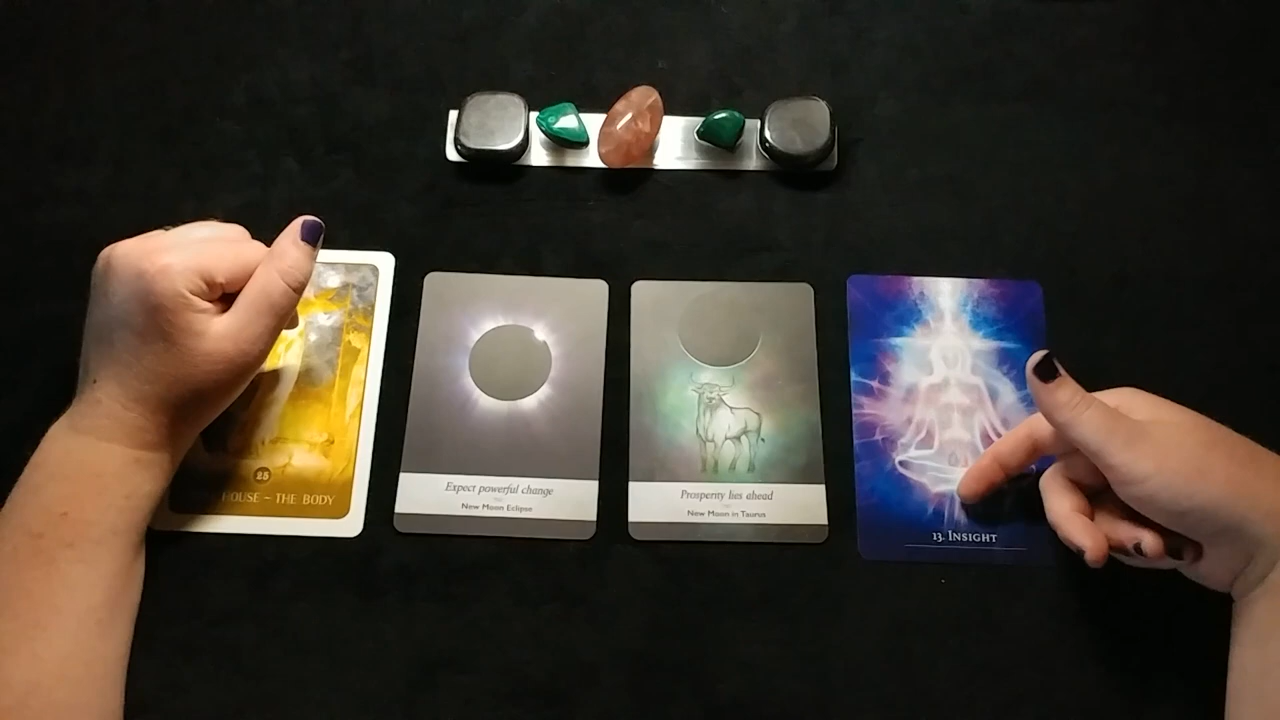 25
HOUSE ~ THE BODY
Expect powerful change
New Moon Eclipse
Prosperity lies ahead
New Moon in Taurus
13. INSIGHT